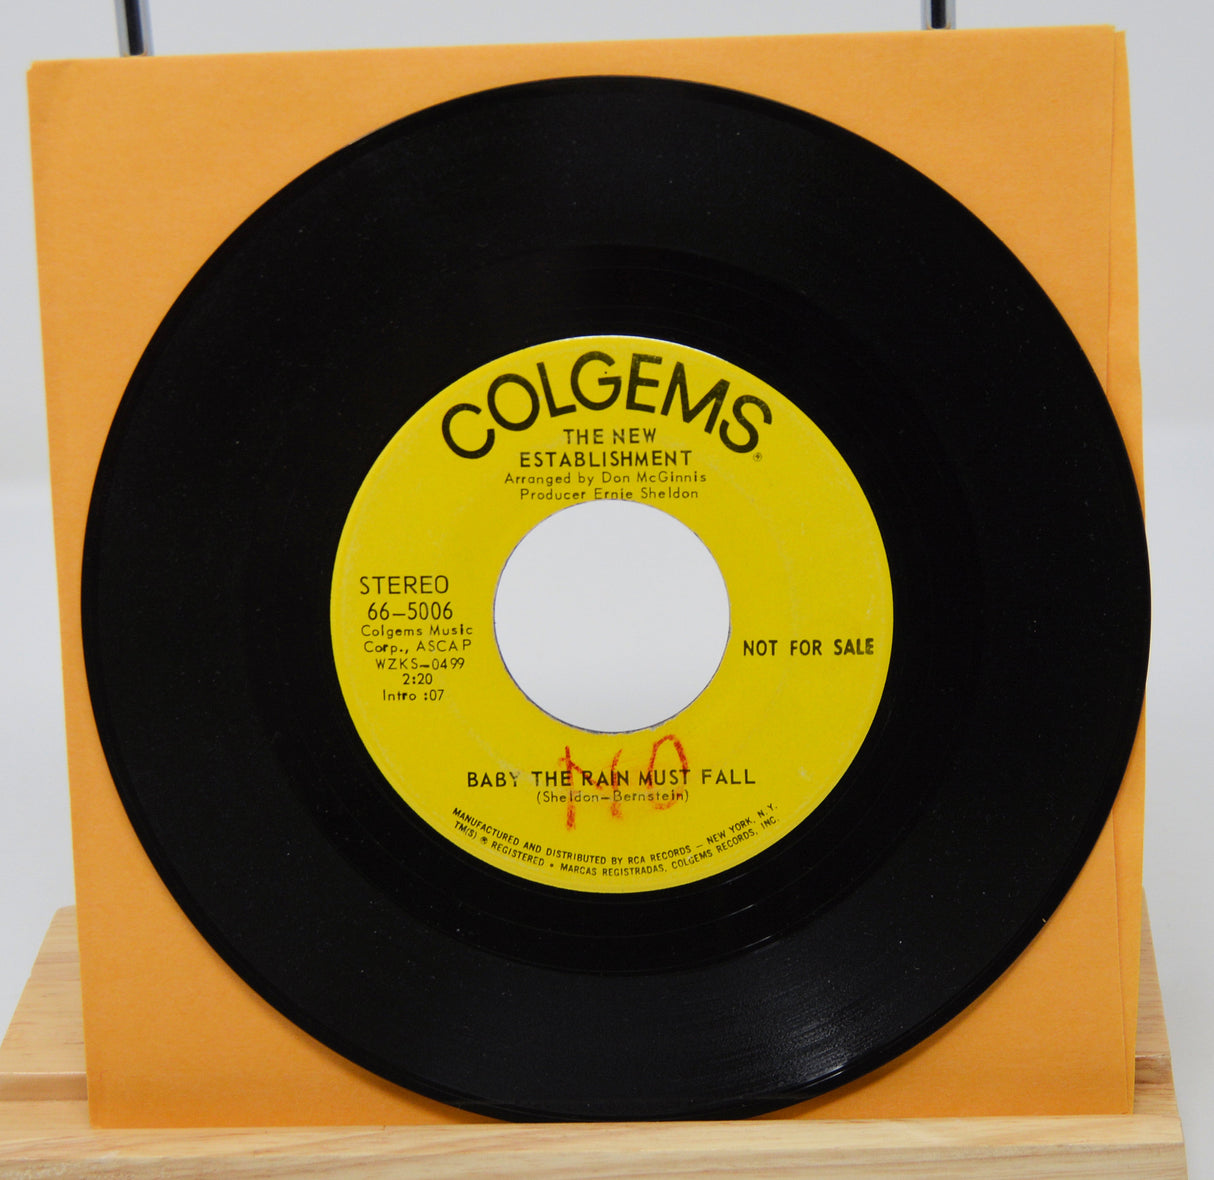 COLGEMS®
THE NEW
ESTABLISHMENT
Arranged by Don McGinnis
Producer Ernie Sheldon
STEREO
66-5006
Colgems Music
Corp., ASCAP
WZKS-0499
2:20
Intro :07
NOT FOR SALE
BABY THE RAIN MUST FALL
(Sheldon-Bernstein)
MANUFACTURED AND DISTRIBUTED BY RCA RECORDS – NEW YORK, N.Y.
TM(S) ® REGISTERED • MARCAS REGISTRADAS, COLGEMS RECORDS, INC.